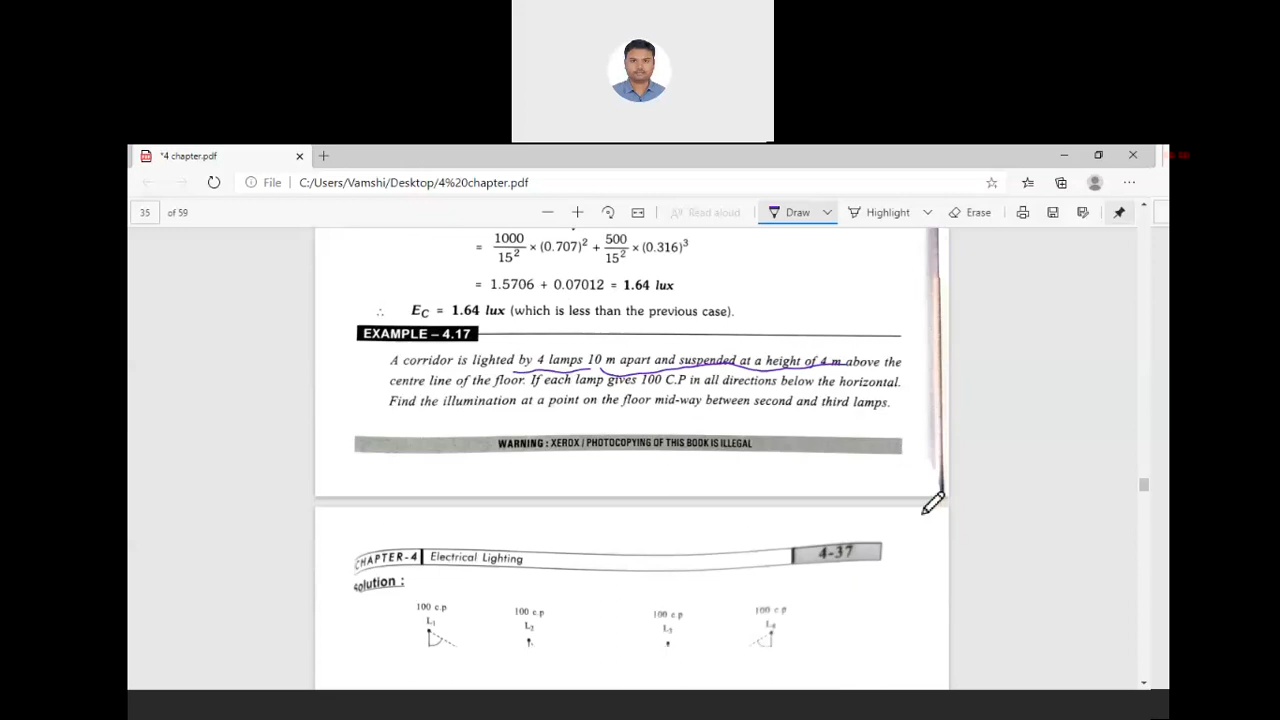 *4 chapter.pdf
File C:/Users/Vamshi/Desktop/4%20chapter.pdf
35 of 59 Read aloud Draw Highlight Erase
= 1000/15² × (0.707)² + 500/15² × (0.316)³
= 1.5706 + 0.07012 = 1.64 lux
∴ E_C = 1.64 lux (which is less than the previous case).
EXAMPLE – 4.17
A corridor is lighted by 4 lamps 10 m apart and suspended at a height of 4 m above the
centre line of the floor. If each lamp gives 100 C.P in all directions below the horizontal.
Find the illumination at a point on the floor mid-way between second and third lamps.
WARNING : XEROX / PHOTOCOPYING OF THIS BOOK IS ILLEGAL
CHAPTER-4 Electrical Lighting 4-37
Solution :
100 c.p 100 c.p 100 c.p 100 c.p
L₁ L₂ L₃ L₄